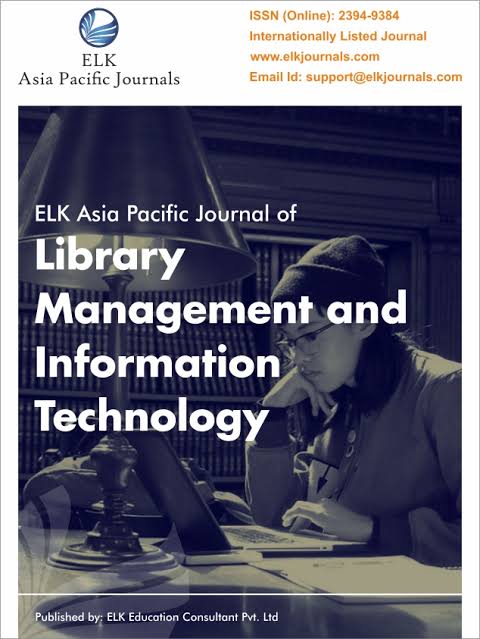 ELK
Asia Pacific Journals
ISSN (Online): 2394-9384
Internationally Listed Journal
www.elkjournals.com
Email Id: support@elkjournals.com
ELK Asia Pacific Journal of
Library
Management and
Information
Technology
Published by: ELK Education Consultant Pvt. Ltd